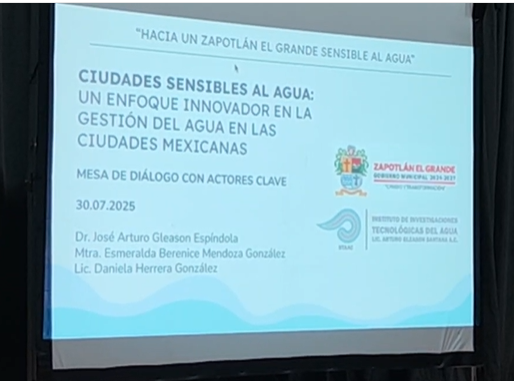 "HACIA UN ZAPOTLÁN EL GRANDE SENSIBLE AL AGUA"
CIUDADES SENSIBLES AL AGUA:
UN ENFOQUE INNOVADOR EN LA
GESTIÓN DEL AGUA EN LAS
CIUDADES MEXICANAS
MESA DE DIÁLOGO CON ACTORES CLAVE
30.07.2025
Dr. José Arturo Gleason Espíndola
Mtra. Esmeralda Berenice Mendoza González
Lic. Daniela Herrera González
ZAPOTLÁN EL GRANDE
GOBIERNO MUNICIPAL 2024-2027
INSTITUTO DE INVESTIGACIONES
TECNOLÓGICAS DEL AGUA
LIC. ARTURO GLEASON SANTANA A.C.